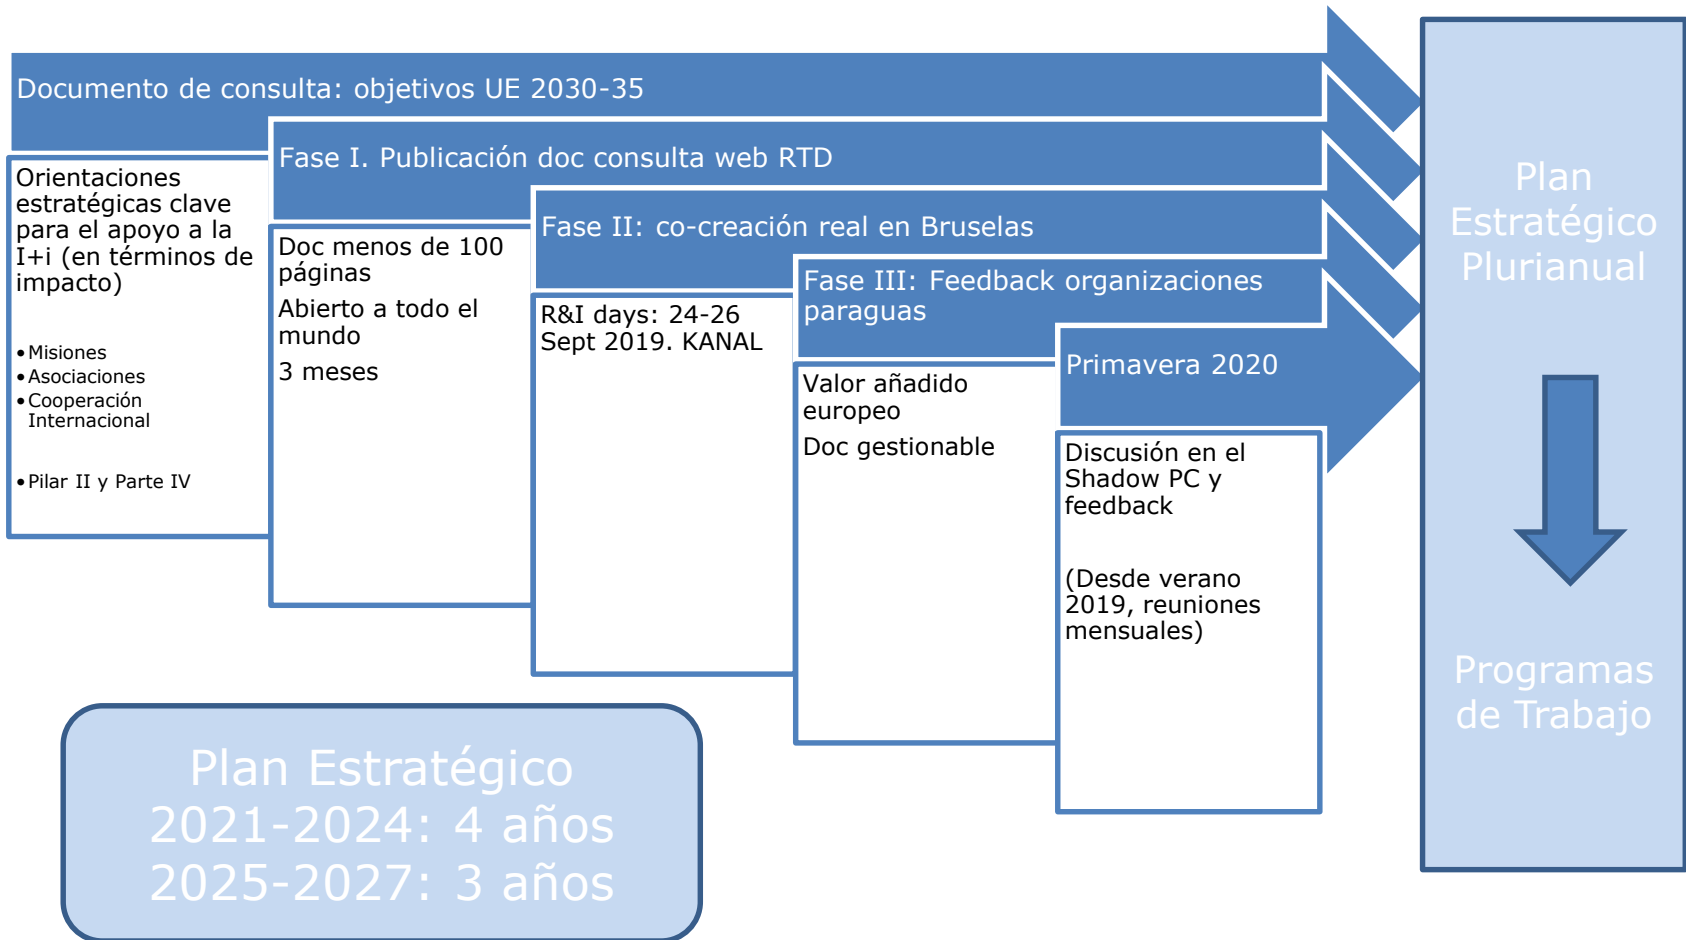 Documento de consulta: objetivos UE 2030-35
Orientaciones
estratégicas clave
para el apoyo a la
I+i (en términos de
impacto)
•Misiones
•Asociaciones
•Cooperación
Internacional
•Pilar II y Parte IV
Fase I. Publicación doc consulta web RTD
Doc menos de 100
páginas
Abierto a todo el
mundo
3 meses
Fase II: co-creación real en Bruselas
R&I days: 24-26
Sept 2019. KANAL
Fase III: Feedback organizaciones
paraguas
Valor añadido
europeo
Doc gestionable
Primavera 2020
Discusión en el
Shadow PC y
feedback
(Desde verano
2019, reuniones
mensuales)
Plan
Estratégico
Plurianual
Programas
de Trabajo
Plan Estratégico
2021-2024: 4 años
2025-2027: 3 años